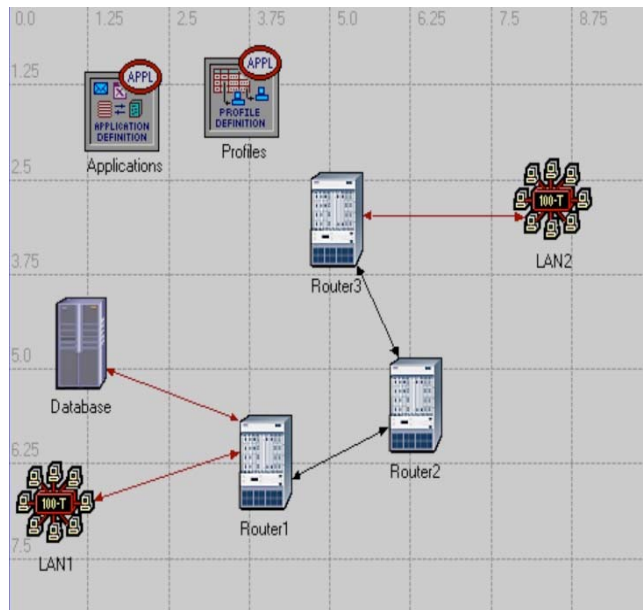 0.0 1.25 2.5 3.75 5.0 6.25 7.5 8.75
1.25
APPL
APPLICATION
DEFINITION
Applications
APPL
PROFILE
DEFINITION
Profiles
2.5
100-T
LAN2
Router3
3.75
5.0
Database
Router2
6.25
100-T
LAN1
Router1
7.5